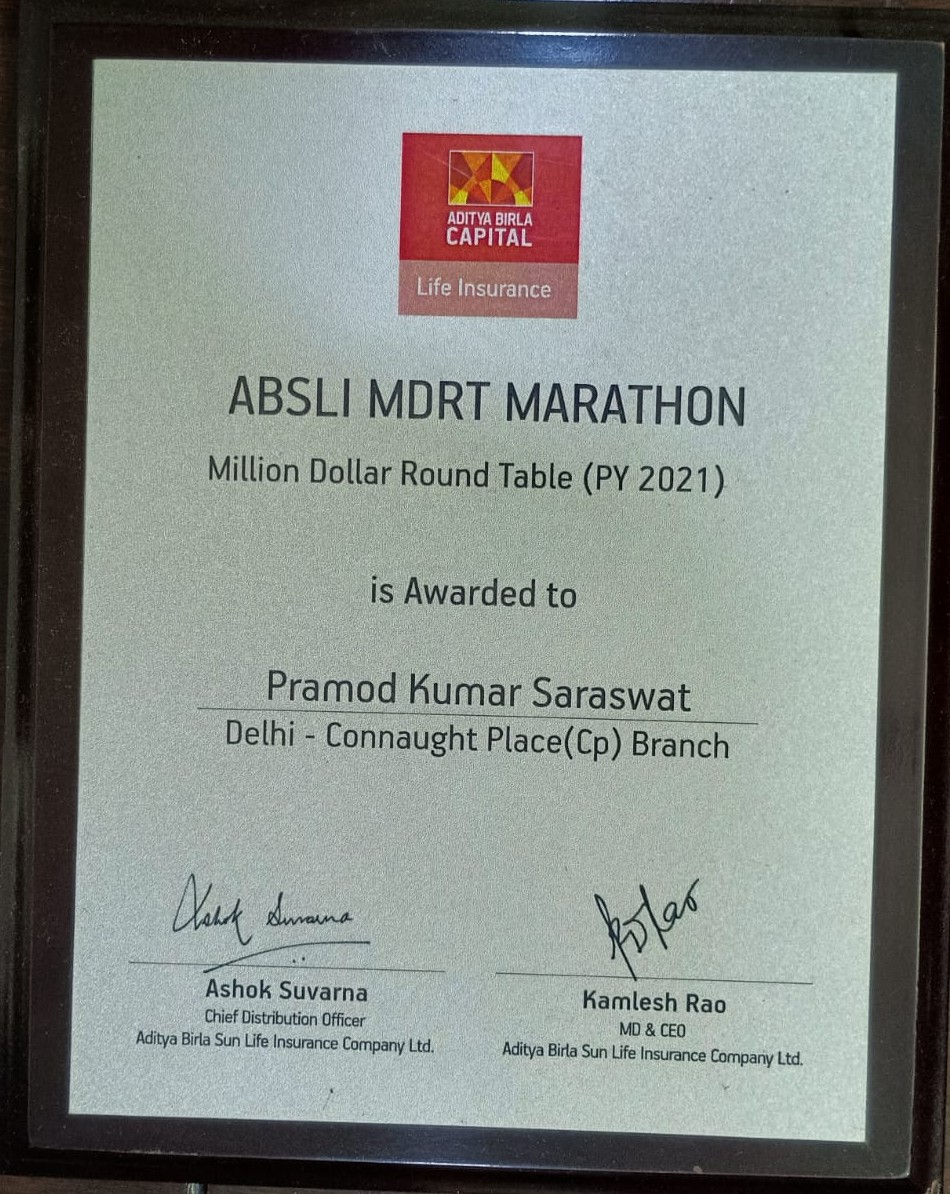 ADITYA BIRLA
CAPITAL
Life Insurance
ABSLI MDRT MARATHON
Million Dollar Round Table (PY 2021)
is Awarded to
Pramod Kumar Saraswat
Delhi - Connaught Place(Cp) Branch
Ashok Suvarna
Ashok Suvarna
Chief Distribution Officer
Aditya Birla Sun Life Insurance Company Ltd.
Kamlesh Rao
MD & CEO
Aditya Birla Sun Life Insurance Company Ltd.